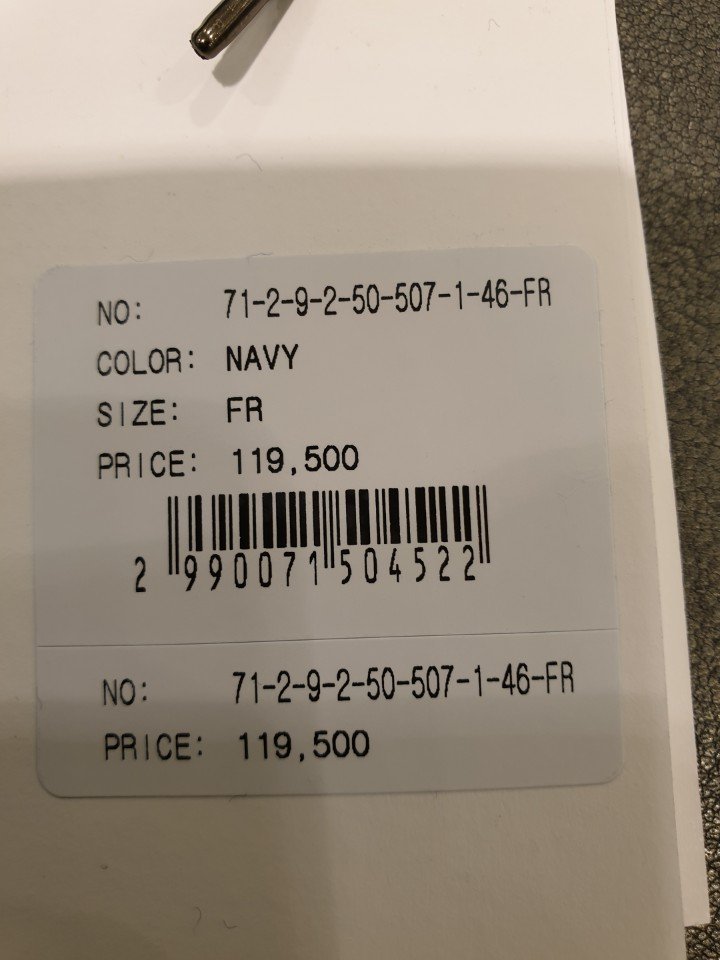 NO: 71-2-9-2-50-507-1-46-FR
COLOR: NAVY
SIZE: FR
PRICE: 119,500
2 990071 504522
NO: 71-2-9-2-50-507-1-46-FR
PRICE: 119,500